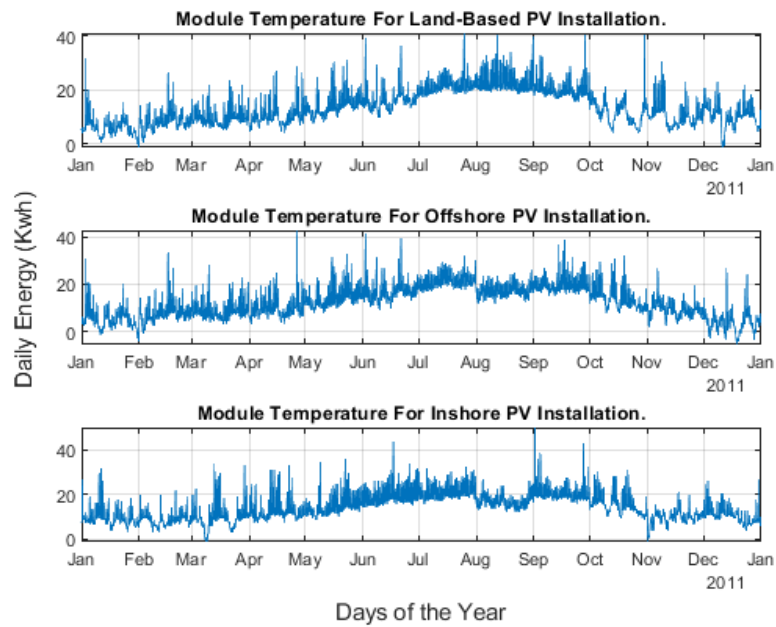 Module Temperature For Land-Based PV Installation.
40
20
0
Jan Feb Mar Apr May Jun Jul Aug Sep Oct Nov Dec Jan
2011
Module Temperature For Offshore PV Installation.
40
20
0
Jan Feb Mar Apr May Jun Jul Aug Sep Oct Nov Dec Jan
2011
Daily Energy (Kwh)
Module Temperature For Inshore PV Installation.
40
20
0
Jan Feb Mar Apr May Jun Jul Aug Sep Oct Nov Dec Jan
2011
Days of the Year